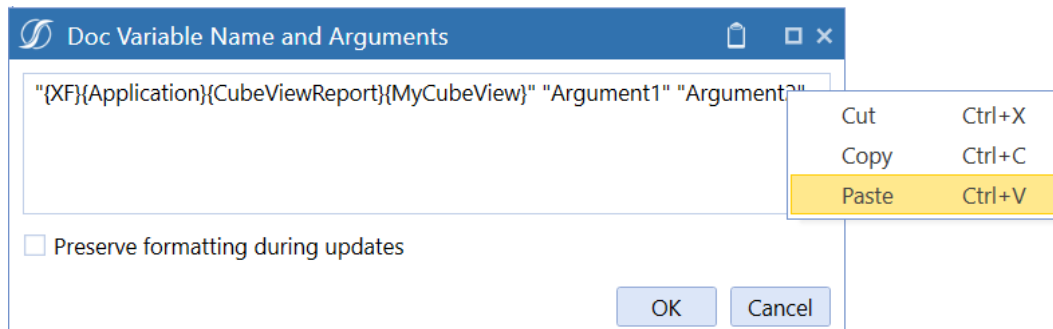 Doc Variable Name and Arguments
"{XF}{Application}{CubeViewReport}{MyCubeView}" "Argument1" "Argument2"
Cut Ctrl+X
Copy Ctrl+C
Paste Ctrl+V
Preserve formatting during updates
OK Cancel